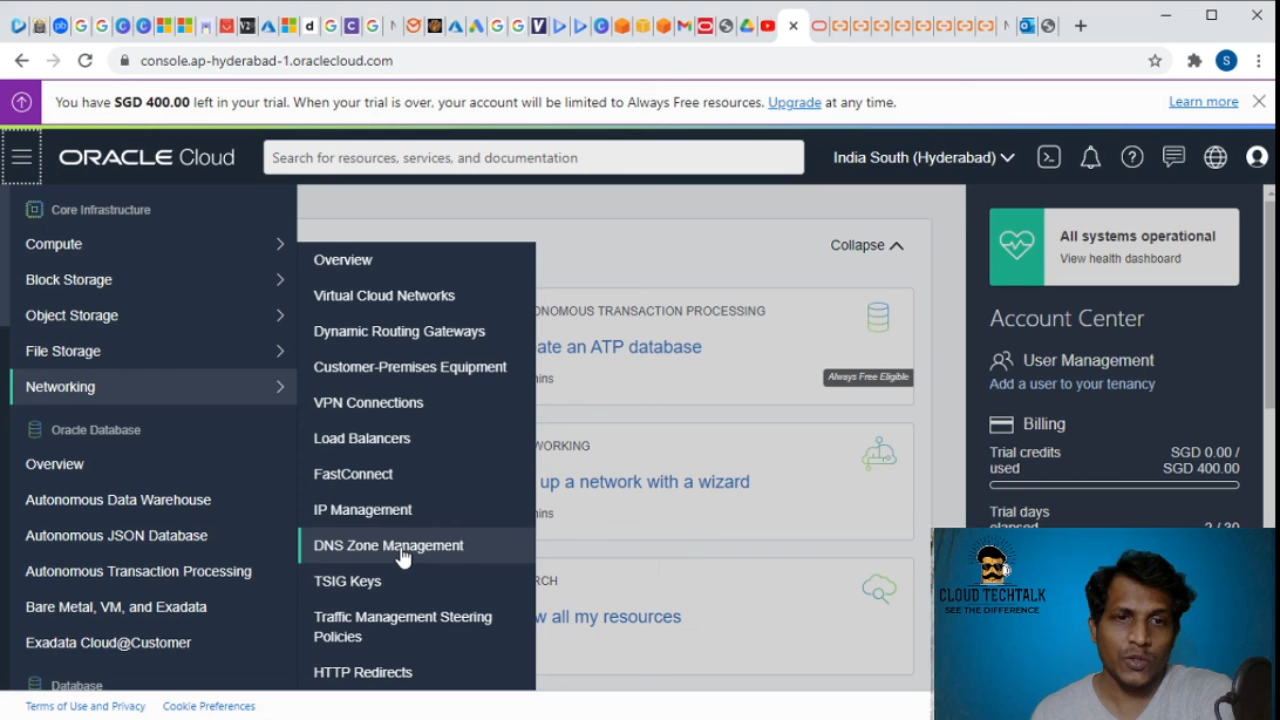 console.ap-hyderabad-1.oraclecloud.com
S
You have SGD 400.00 left in your trial. When your trial is over, your account will be limited to Always Free resources. Upgrade at any time.
Learn more
ORACLE Cloud
Search for resources, services, and documentation
India South (Hyderabad)
Core Infrastructure
Compute
Block Storage
Object Storage
File Storage
Networking
Oracle Database
Overview
Autonomous Data Warehouse
Autonomous JSON Database
Autonomous Transaction Processing
Bare Metal, VM, and Exadata
Exadata Cloud@Customer
Database
Overview
Virtual Cloud Networks
Dynamic Routing Gateways
Customer-Premises Equipment
VPN Connections
Load Balancers
FastConnect
IP Management
DNS Zone Management
TSIG Keys
Traffic Management Steering
Policies
HTTP Redirects
Collapse
ONOMOUS TRANSACTION PROCESSING
ate an ATP database
mins
Always Free Eligible
WORKING
up a network with a wizard
mins
RCH
w all my resources
All systems operational
View health dashboard
Account Center
User Management
Add a user to your tenancy
Billing
Trial credits
used
SGD 0.00 /
SGD 400.00
Trial days
elapsed
2 / 30
CLOUD TECHTALK
SEE THE DIFFERENCE
Terms of Use and Privacy
Cookie Preferences